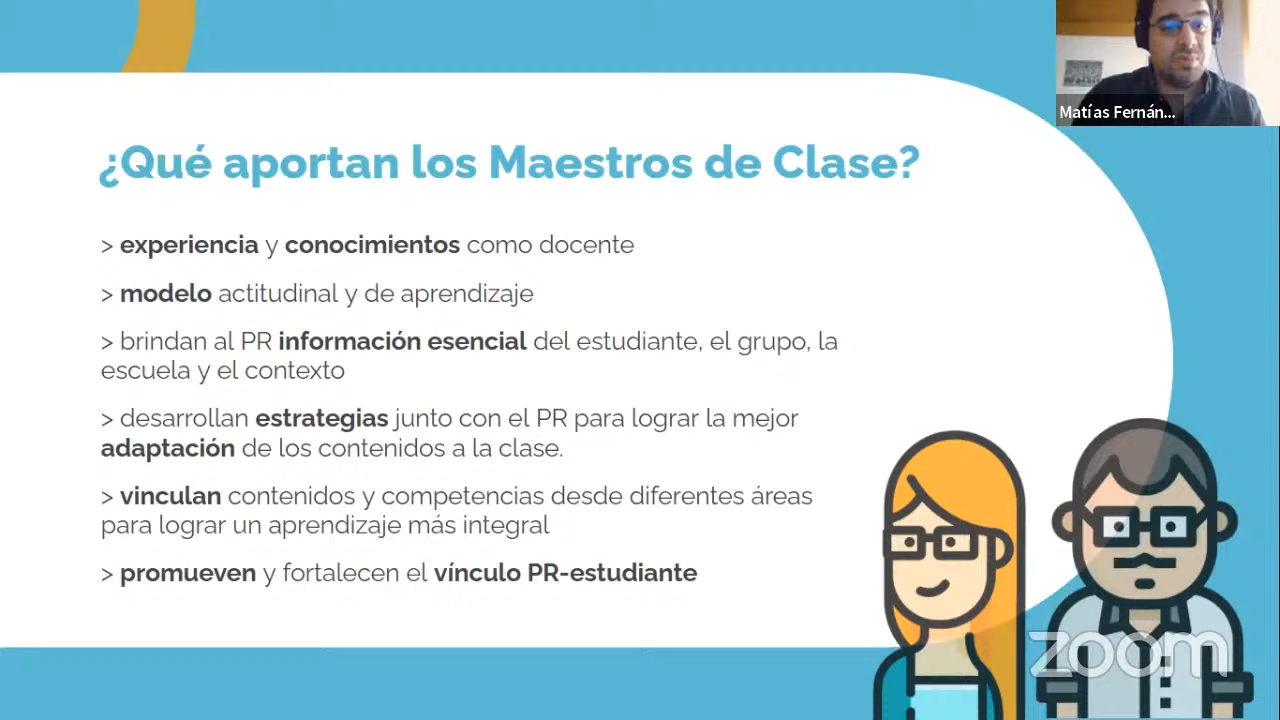 Matías Fernán...
¿Qué aportan los Maestros de Clase?
> experiencia y conocimientos como docente
> modelo actitudinal y de aprendizaje
> brindan al PR información esencial del estudiante, el grupo, la
escuela y el contexto
> desarrollan estrategias junto con el PR para lograr la mejor
adaptación de los contenidos a la clase.
> vinculan contenidos y competencias desde diferentes áreas
para lograr un aprendizaje más integral
> promueven y fortalecen el vínculo PR-estudiante
zoom